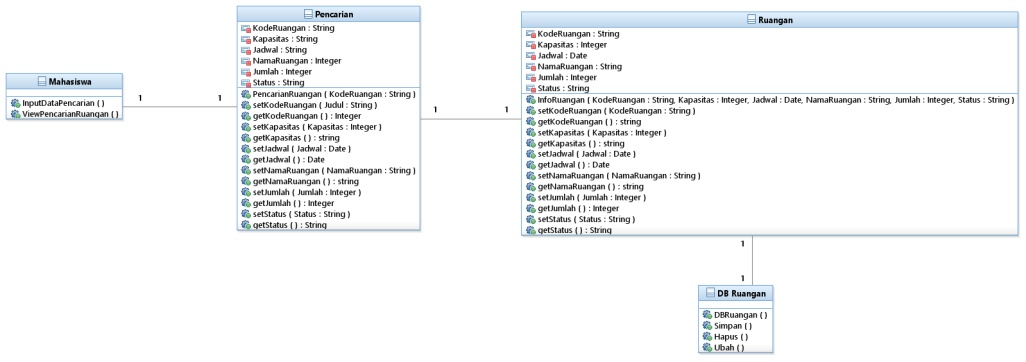 Mahasiswa
InputDataPencarian ( )
ViewPencarianRuangan ( )
1
1
Pencarian
KodeRuangan : String
Kapasitas : String
Jadwal : String
NamaRuangan : Integer
Jumlah : Integer
Status : String
PencarianRuangan ( KodeRuangan : String )
setKodeRuangan ( Judul : String )
getKodeRuangan ( ) : Integer
setKapasitas ( Kapasitas : Integer )
getKapasitas ( ) : string
setJadwal ( Jadwal : Date )
getJadwal ( ) : Date
setNamaRuangan ( NamaRuangan : String )
getNamaRuangan ( ) : string
setJumlah ( Jumlah : Integer )
getJumlah ( ) : Integer
setStatus ( Status : String )
getStatus ( ) : String
1
1
Ruangan
KodeRuangan : String
Kapasitas : Integer
Jadwal : Date
NamaRuangan : String
Jumlah : Integer
Status : String
InfoRuangan ( KodeRuangan : String, Kapasitas : Integer, Jadwal : Date, NamaRuangan : String, Jumlah : Integer, Status : String )
setKodeRuangan ( KodeRuangan : String )
getKodeRuangan ( ) : string
setKapasitas ( Kapasitas : Integer )
getKapasitas ( ) : string
setJadwal ( Jadwal : Date )
getJadwal ( ) : Date
setNamaRuangan ( NamaRuangan : String )
getNamaRuangan ( ) : string
setJumlah ( Jumlah : Integer )
getJumlah ( ) : Integer
setStatus ( Status : String )
getStatus ( ) : String
1
1
DB Ruangan
DBRuangan ( )
Simpan ( )
Hapus ( )
Ubah ( )